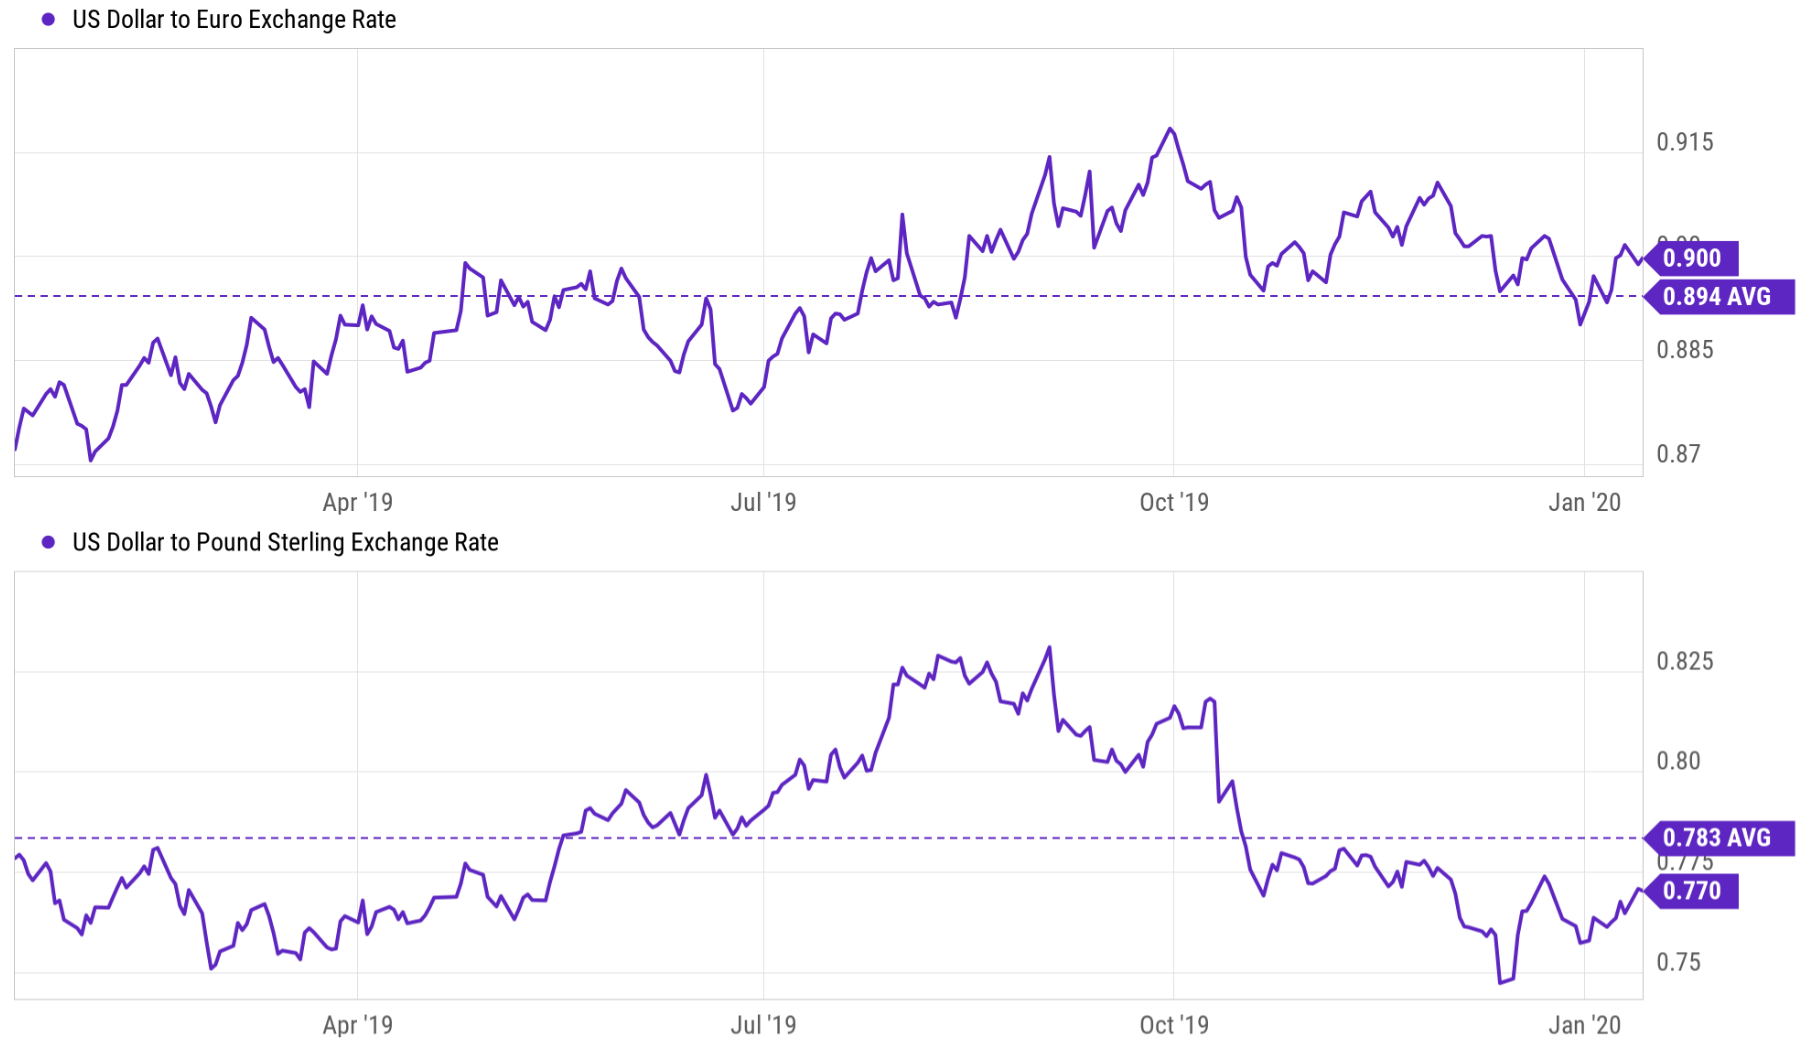 US Dollar to Euro Exchange Rate
0.915
0.900
0.894 AVG
0.885
0.87
Apr '19 Jul '19 Oct '19 Jan '20
US Dollar to Pound Sterling Exchange Rate
0.825
0.80
0.783 AVG
0.775
0.770
0.75
Apr '19 Jul '19 Oct '19 Jan '20